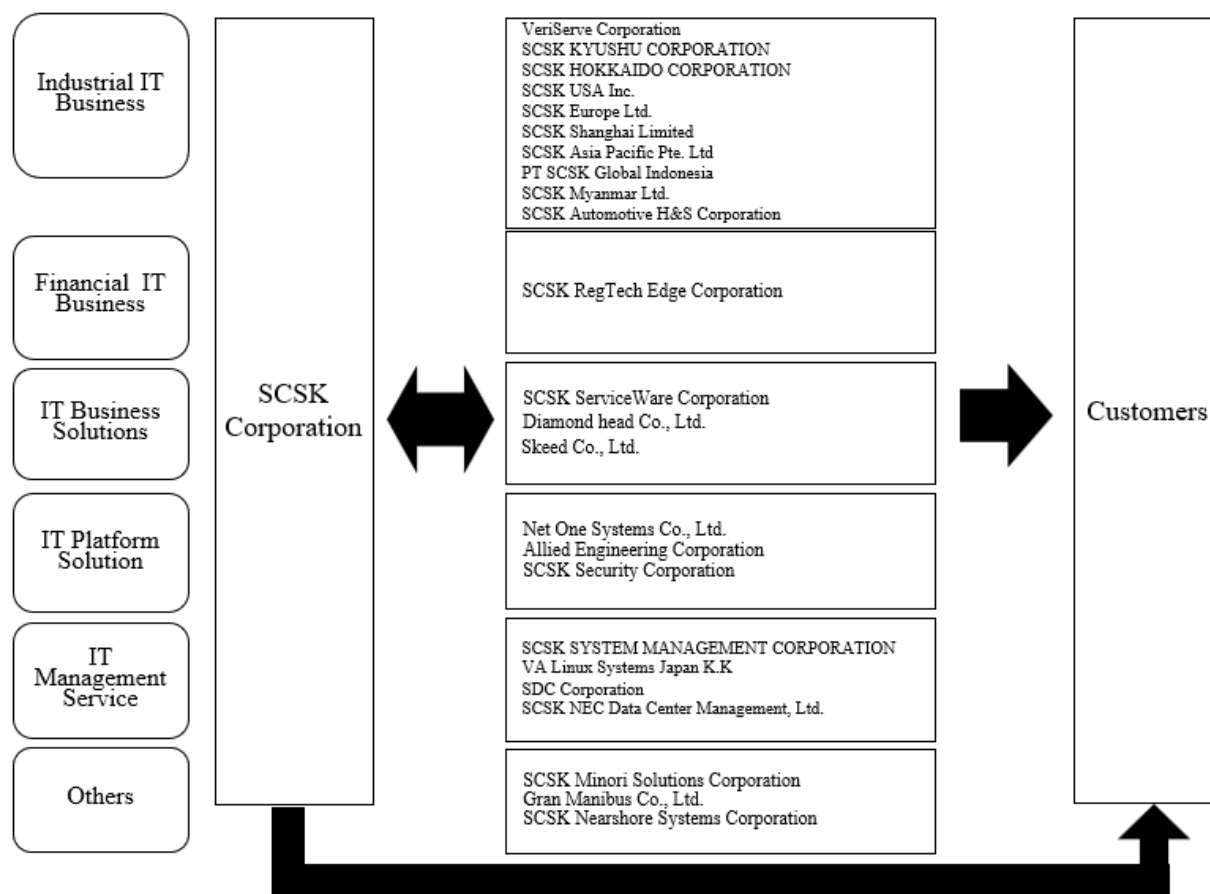 Industrial IT
Business
VeriServe Corporation
SCSK KYUSHU CORPORATION
SCSK HOKKAIDO CORPORATION
SCSK USA Inc.
SCSK Europe Ltd.
SCSK Shanghai Limited
SCSK Asia Pacific Pte. Ltd
PT SCSK Global Indonesia
SCSK Myanmar Ltd.
SCSK Automotive H&S Corporation
Financial IT
Business
SCSK RegTech Edge Corporation
IT Business
Solutions
SCSK
Corporation
SCSK ServiceWare Corporation
Diamond head Co., Ltd.
Skeed Co., Ltd.
Customers
IT Platform
Solution
Net One Systems Co., Ltd.
Allied Engineering Corporation
SCSK Security Corporation
IT
Management
Service
SCSK SYSTEM MANAGEMENT CORPORATION
VA Linux Systems Japan K.K
SDC Corporation
SCSK NEC Data Center Management, Ltd.
Others
SCSK Minori Solutions Corporation
Gran Manibus Co., Ltd.
SCSK Nearshore Systems Corporation